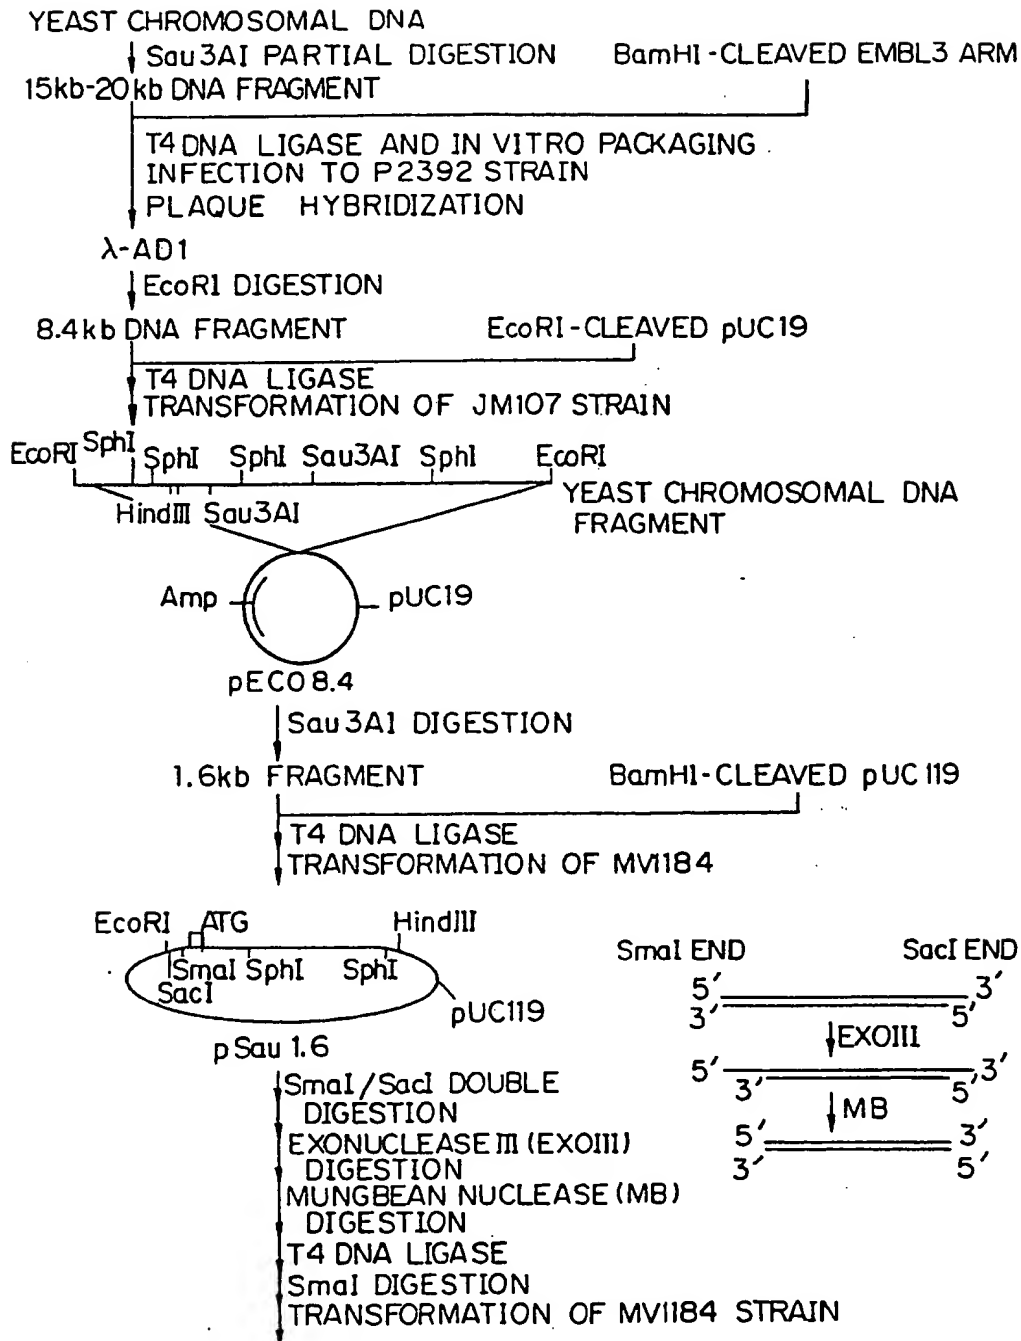 YEAST CHROMOSOMAL DNA
Sau3AI PARTIAL DIGESTION
BamHI-CLEAVED EMBL3 ARM
15kb-20kb DNA FRAGMENT
T4 DNA LIGASE AND IN VITRO PACKAGING
INFECTION TO P2392 STRAIN
PLAQUE HYBRIDIZATION
λ-AD1
EcoRI DIGESTION
8.4kb DNA FRAGMENT
EcoRI-CLEAVED pUC19
T4 DNA LIGASE
TRANSFORMATION OF JM107 STRAIN
EcoRI SphI SphI SphI Sau3AI SphI EcoRI
HindIII Sau3AI
YEAST CHROMOSOMAL DNA
FRAGMENT
Amp
pUC19
pECO8.4
Sau3AI DIGESTION
1.6kb FRAGMENT
BamHI-CLEAVED pUC119
T4 DNA LIGASE
TRANSFORMATION OF MV1184
EcoRI ATG HindIII
SmaI SphI SphI
SacI
pUC119
pSau1.6
SmaI END SacI END
5′ 3′
3′ 5′
EXOIII
5′ 3′
3′ 5′
MB
5′ 3′
3′ 5′
SmaI/SacI DOUBLE
DIGESTION
EXONUCLEASE III (EXOIII)
DIGESTION
MUNGBEAN NUCLEASE (MB)
DIGESTION
T4 DNA LIGASE
SmaI DIGESTION
TRANSFORMATION OF MV1184 STRAIN